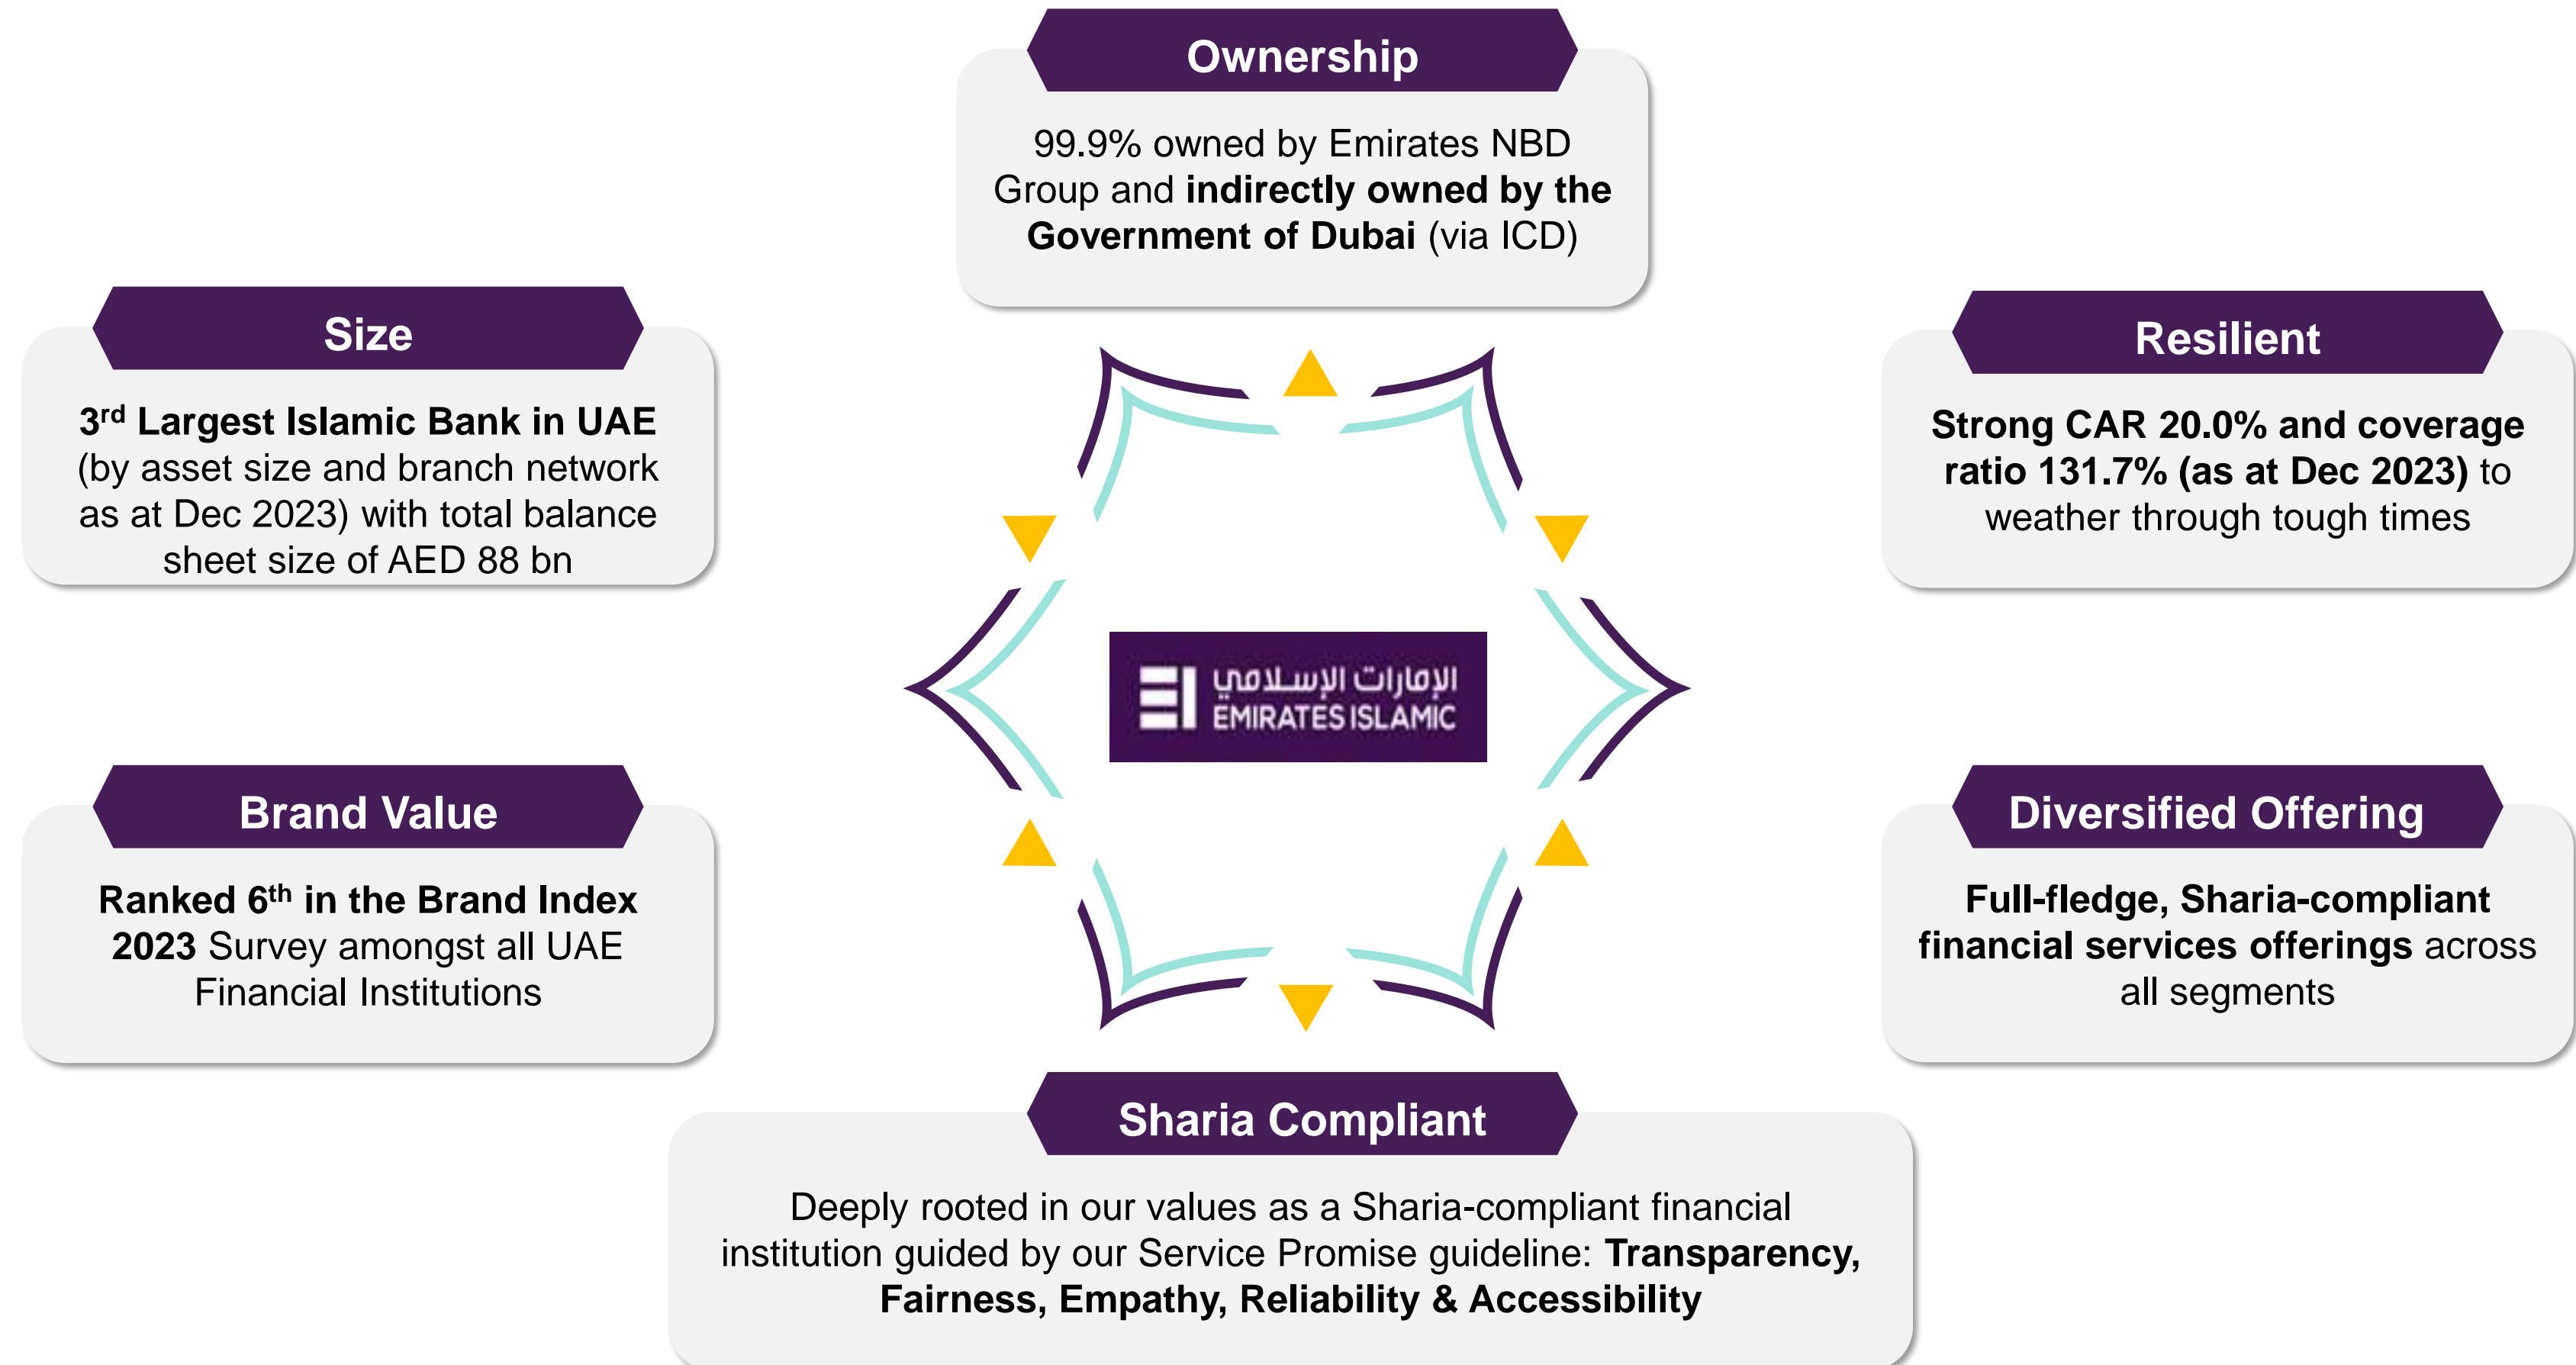 Ownership
99.9% owned by Emirates NBD
Group and indirectly owned by the
Government of Dubai (via ICD)
Size
3rd Largest Islamic Bank in UAE
(by asset size and branch network
as at Dec 2023) with total balance
sheet size of AED 88 bn
Resilient
Strong CAR 20.0% and coverage
ratio 131.7% (as at Dec 2023) to
weather through tough times
الإمارات الإسلامي
EMIRATES ISLAMIC
Brand Value
Ranked 6th in the Brand Index
2023 Survey amongst all UAE
Financial Institutions
Diversified Offering
Full-fledge, Sharia-compliant
financial services offerings across
all segments
Sharia Compliant
Deeply rooted in our values as a Sharia-compliant financial
institution guided by our Service Promise guideline: Transparency,
Fairness, Empathy, Reliability & Accessibility